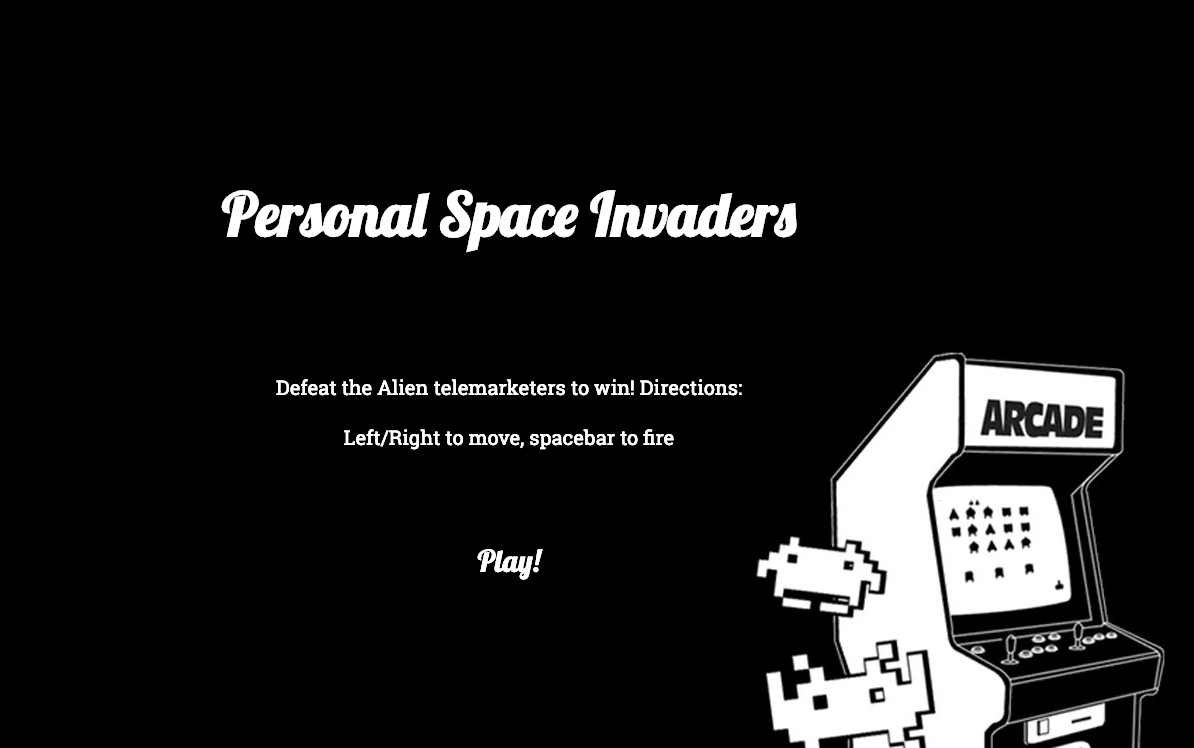 Personal Space Invaders
Defeat the Alien telemarketers to win! Directions:
Left/Right to move, spacebar to fire
Play!
ARCADE